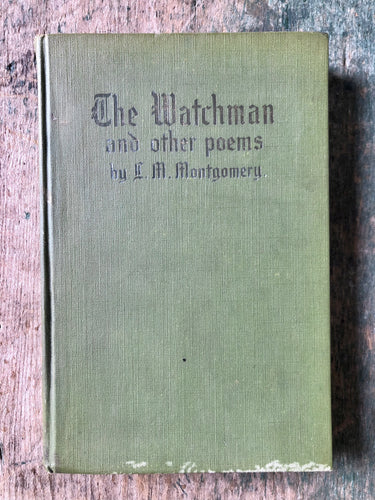 The Watchman
and other poems
by L. M. Montgomery.